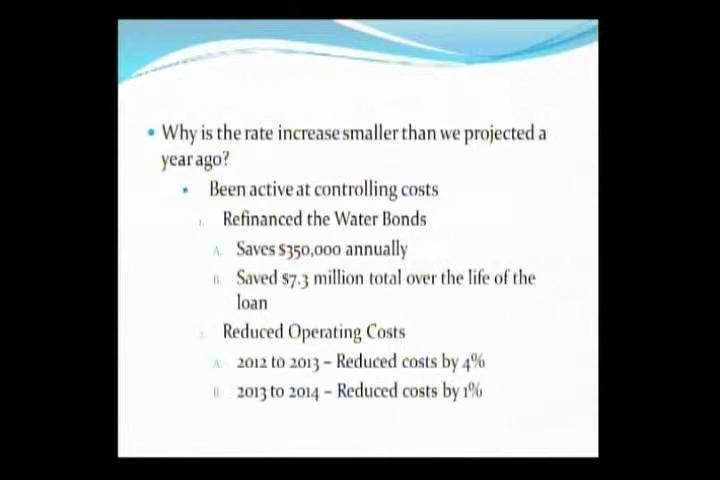 • Why is the rate increase smaller than we projected a
year ago?
• Been active at controlling costs
1. Refinanced the Water Bonds
A. Saves $350,000 annually
B. Saved $7.3 million total over the life of the
loan
2. Reduced Operating Costs
A. 2012 to 2013 – Reduced costs by 4%
B. 2013 to 2014 – Reduced costs by 1%